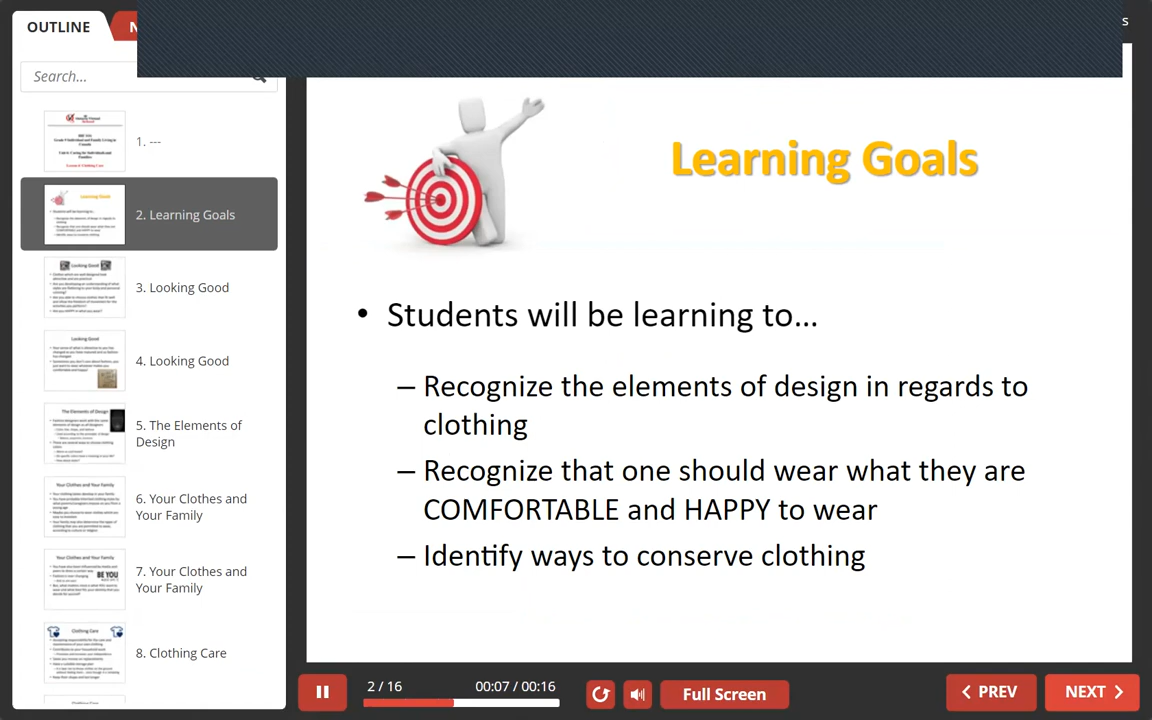 OUTLINE
N
s
Search...
1. ---
2. Learning Goals
3. Looking Good
4. Looking Good
5. The Elements of
Design
6. Your Clothes and
Your Family
7. Your Clothes and
Your Family
8. Clothing Care
Learning Goals
• Students will be learning to...
– Recognize the elements of design in regards to
clothing
– Recognize that one should wear what they are
COMFORTABLE and HAPPY to wear
– Identify ways to conserve clothing
2 / 16
00:07 / 00:16
Full Screen
PREV
NEXT